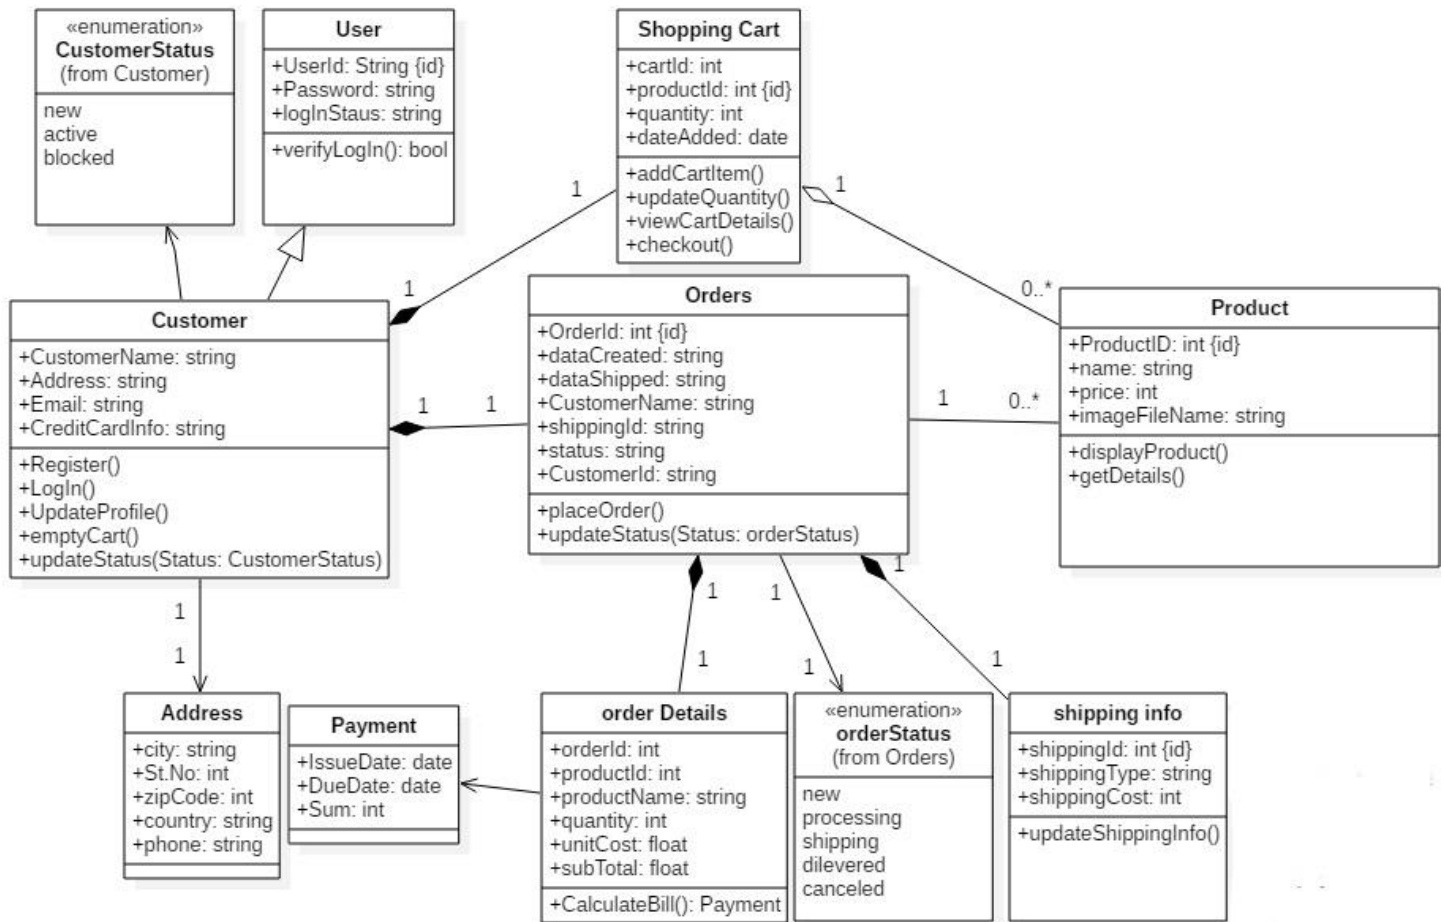 «enumeration»
CustomerStatus
(from Customer)
new
active
blocked
User
+UserId: String {id}
+Password: string
+logInStaus: string
+verifyLogIn(): bool
Shopping Cart
+cartId: int
+productId: int {id}
+quantity: int
+dateAdded: date
+addCartItem()
+updateQuantity()
+viewCartDetails()
+checkout()
1
1
1
0..*
Customer
+CustomerName: string
+Address: string
+Email: string
+CreditCardInfo: string
+Register()
+LogIn()
+UpdateProfile()
+emptyCart()
+updateStatus(Status: CustomerStatus)
1
1
Orders
+OrderId: int {id}
+dataCreated: string
+dataShipped: string
+CustomerName: string
+shippingId: string
+status: string
+CustomerId: string
+placeOrder()
+updateStatus(Status: orderStatus)
1
0..*
Product
+ProductID: int {id}
+name: string
+price: int
+imageFileName: string
+displayProduct()
+getDetails()
1
1
1
1
1
1
1
1
Address
+city: string
+St.No: int
+zipCode: int
+country: string
+phone: string
Payment
+IssueDate: date
+DueDate: date
+Sum: int
order Details
+orderId: int
+productId: int
+productName: string
+quantity: int
+unitCost: float
+subTotal: float
+CalculateBill(): Payment
«enumeration»
orderStatus
(from Orders)
new
processing
shipping
dilevered
canceled
shipping info
+shippingId: int {id}
+shippingType: string
+shippingCost: int
+updateShippingInfo()